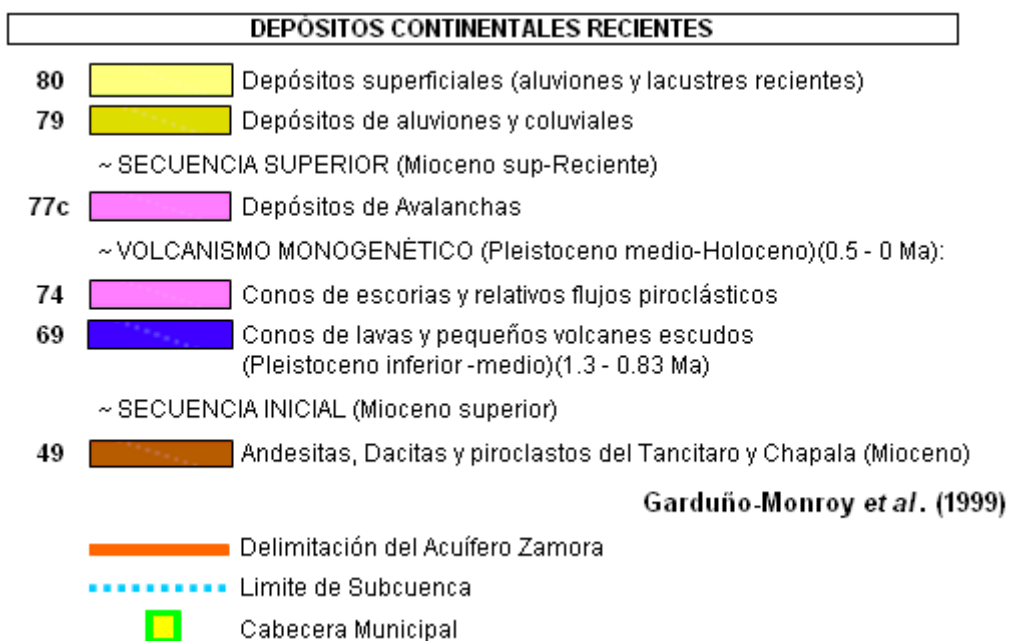 DEPÓSITOS CONTINENTALES RECIENTES
80 Depósitos superficiales (aluviones y lacustres recientes)
79 Depósitos de aluviones y coluviales
~ SECUENCIA SUPERIOR (Mioceno sup-Reciente)
77c Depósitos de Avalanchas
~ VOLCANISMO MONOGENÉTICO (Pleistoceno medio-Holoceno)(0.5 - 0 Ma):
74 Conos de escorias y relativos flujos piroclásticos
69 Conos de lavas y pequeños volcanes escudos
(Pleistoceno inferior -medio)(1.3 - 0.83 Ma)
~ SECUENCIA INICIAL (Mioceno superior)
49 Andesitas, Dacitas y piroclastos del Tancitaro y Chapala (Mioceno)
Garduño-Monroy et al. (1999)
Delimitación del Acuífero Zamora
Limite de Subcuenca
Cabecera Municipal